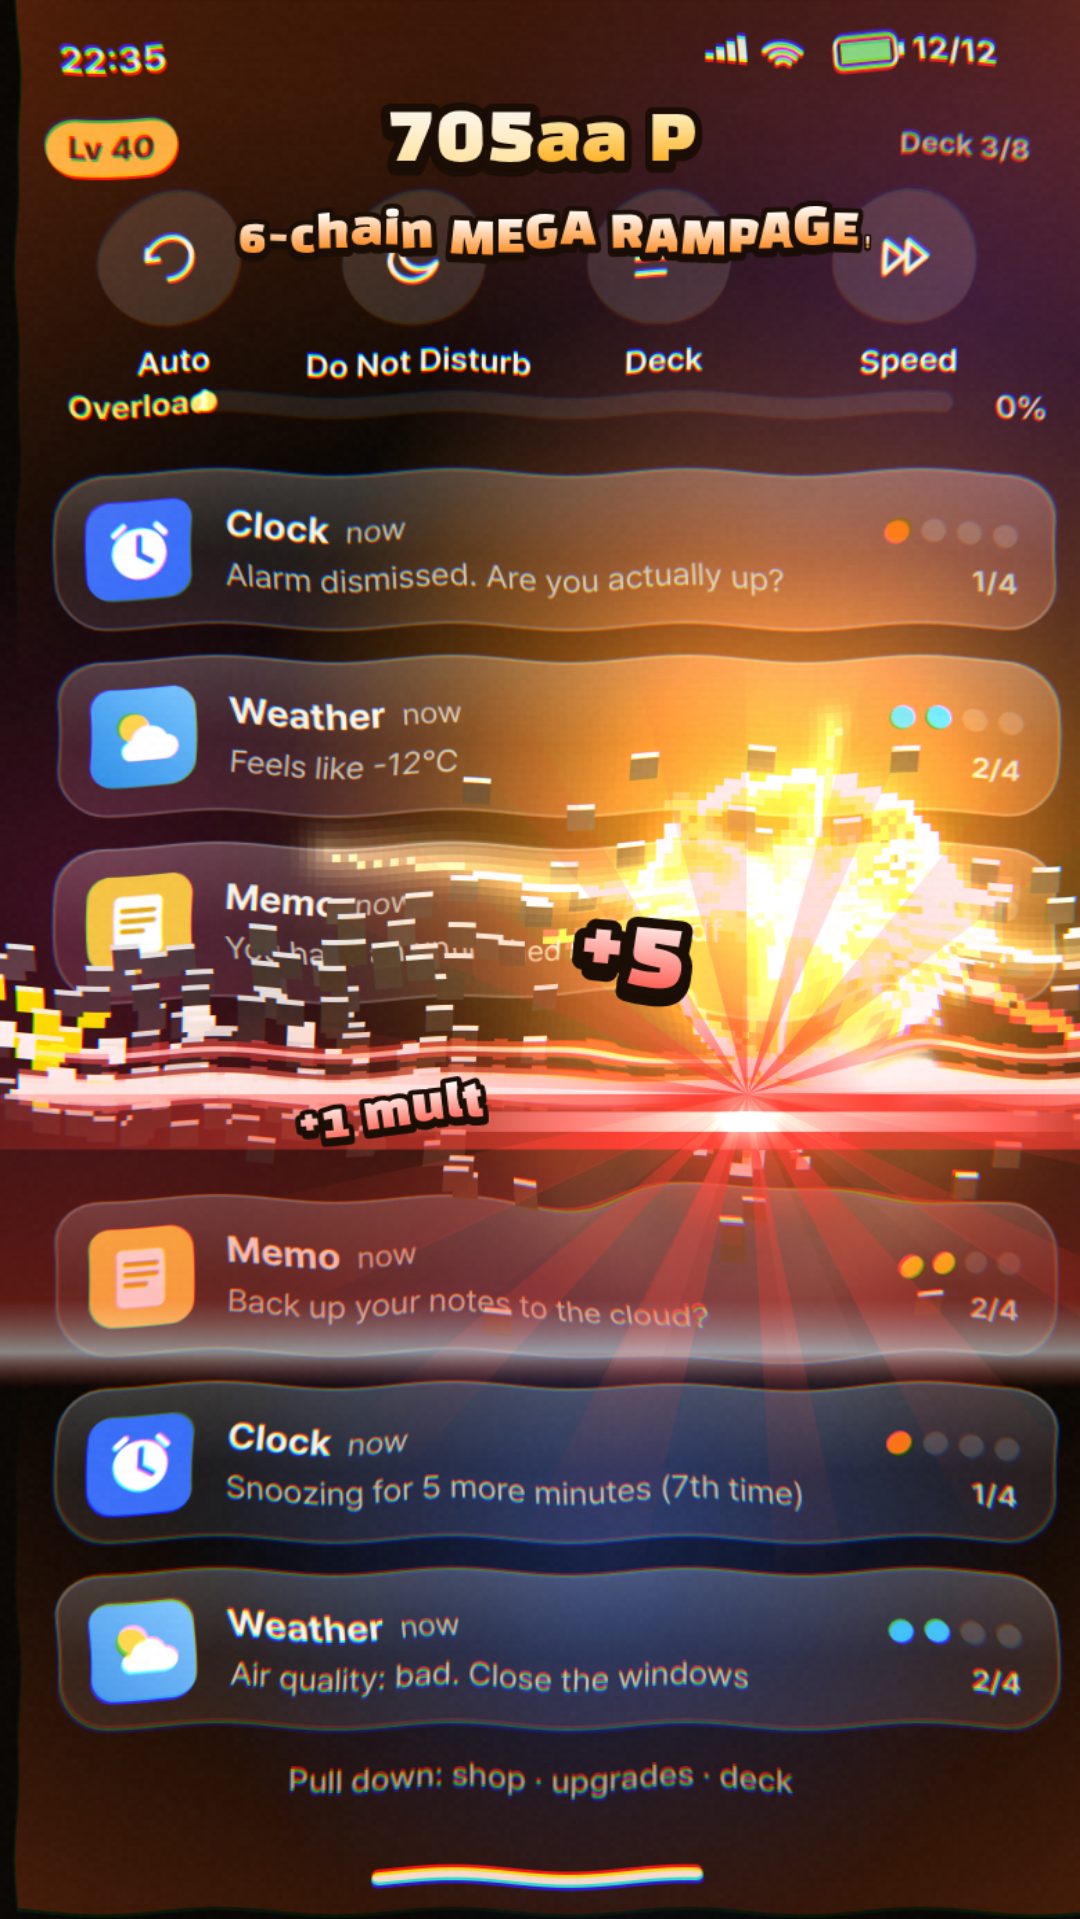 22:35
12/12
Lv 40
705aa P
Deck 3/8
6-chain MEGA RAMPAGE!
Auto
Do Not Disturb
Deck
Speed
Overload
0%
Clock now
Alarm dismissed. Are you actually up?
1/4
Weather now
Feels like -12°C
2/4
Memo now
+5
+1 mult
Memo now
Back up your notes to the cloud?
2/4
Clock now
Snoozing for 5 more minutes (7th time)
1/4
Weather now
Air quality: bad. Close the windows
2/4
Pull down: shop · upgrades · deck